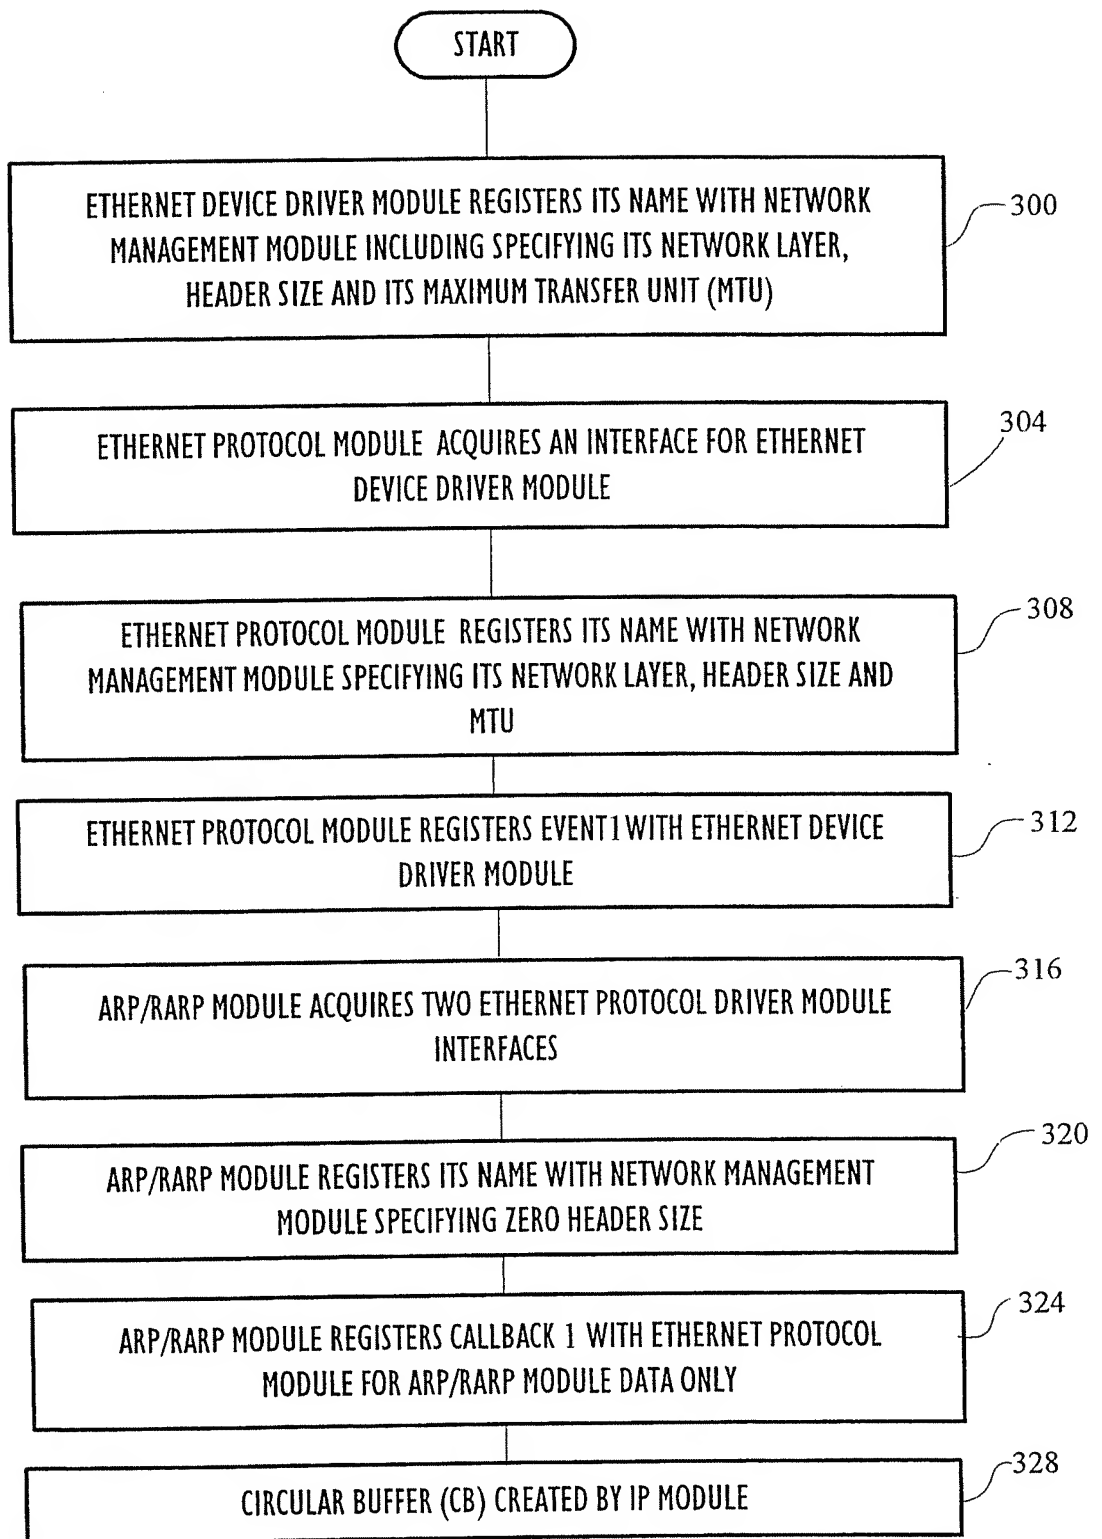 START
ETHERNET DEVICE DRIVER MODULE REGISTERS ITS NAME WITH NETWORK
MANAGEMENT MODULE INCLUDING SPECIFYING ITS NETWORK LAYER,
HEADER SIZE AND ITS MAXIMUM TRANSFER UNIT (MTU)
300
ETHERNET PROTOCOL MODULE ACQUIRES AN INTERFACE FOR ETHERNET
DEVICE DRIVER MODULE
304
ETHERNET PROTOCOL MODULE REGISTERS ITS NAME WITH NETWORK
MANAGEMENT MODULE SPECIFYING ITS NETWORK LAYER, HEADER SIZE AND
MTU
308
ETHERNET PROTOCOL MODULE REGISTERS EVENT1 WITH ETHERNET DEVICE
DRIVER MODULE
312
ARP/RARP MODULE ACQUIRES TWO ETHERNET PROTOCOL DRIVER MODULE
INTERFACES
316
ARP/RARP MODULE REGISTERS ITS NAME WITH NETWORK MANAGEMENT
MODULE SPECIFYING ZERO HEADER SIZE
320
ARP/RARP MODULE REGISTERS CALLBACK 1 WITH ETHERNET PROTOCOL
MODULE FOR ARP/RARP MODULE DATA ONLY
324
CIRCULAR BUFFER (CB) CREATED BY IP MODULE
328